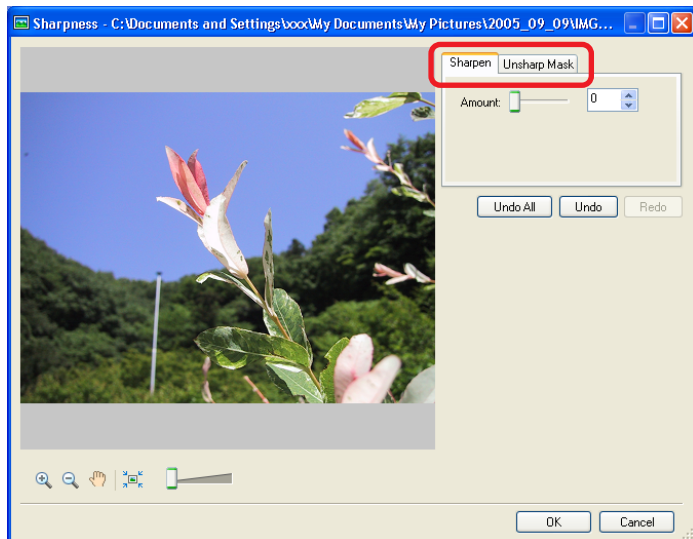 Sharpness - C:\Documents and Settings\xxx\My Documents\My Pictures\2005_09_09\IMG...
Sharpen Unsharp Mask
Amount: 0
Undo All Undo Redo
OK Cancel